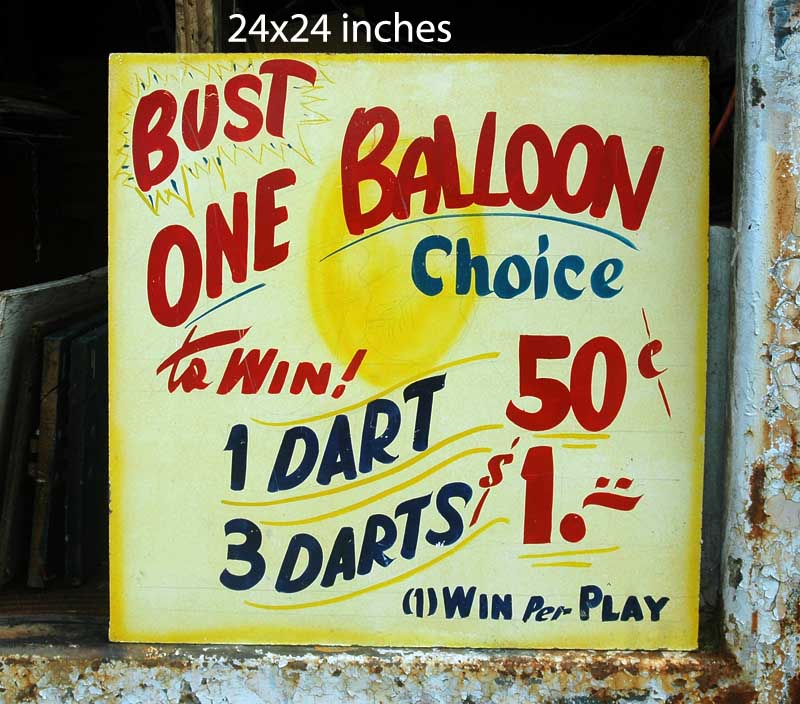 24x24 inches
BUST
ONE BALLOON
Choice
to WIN!
1 DART 50¢
3 DARTS $1.--
(1) WIN Per PLAY